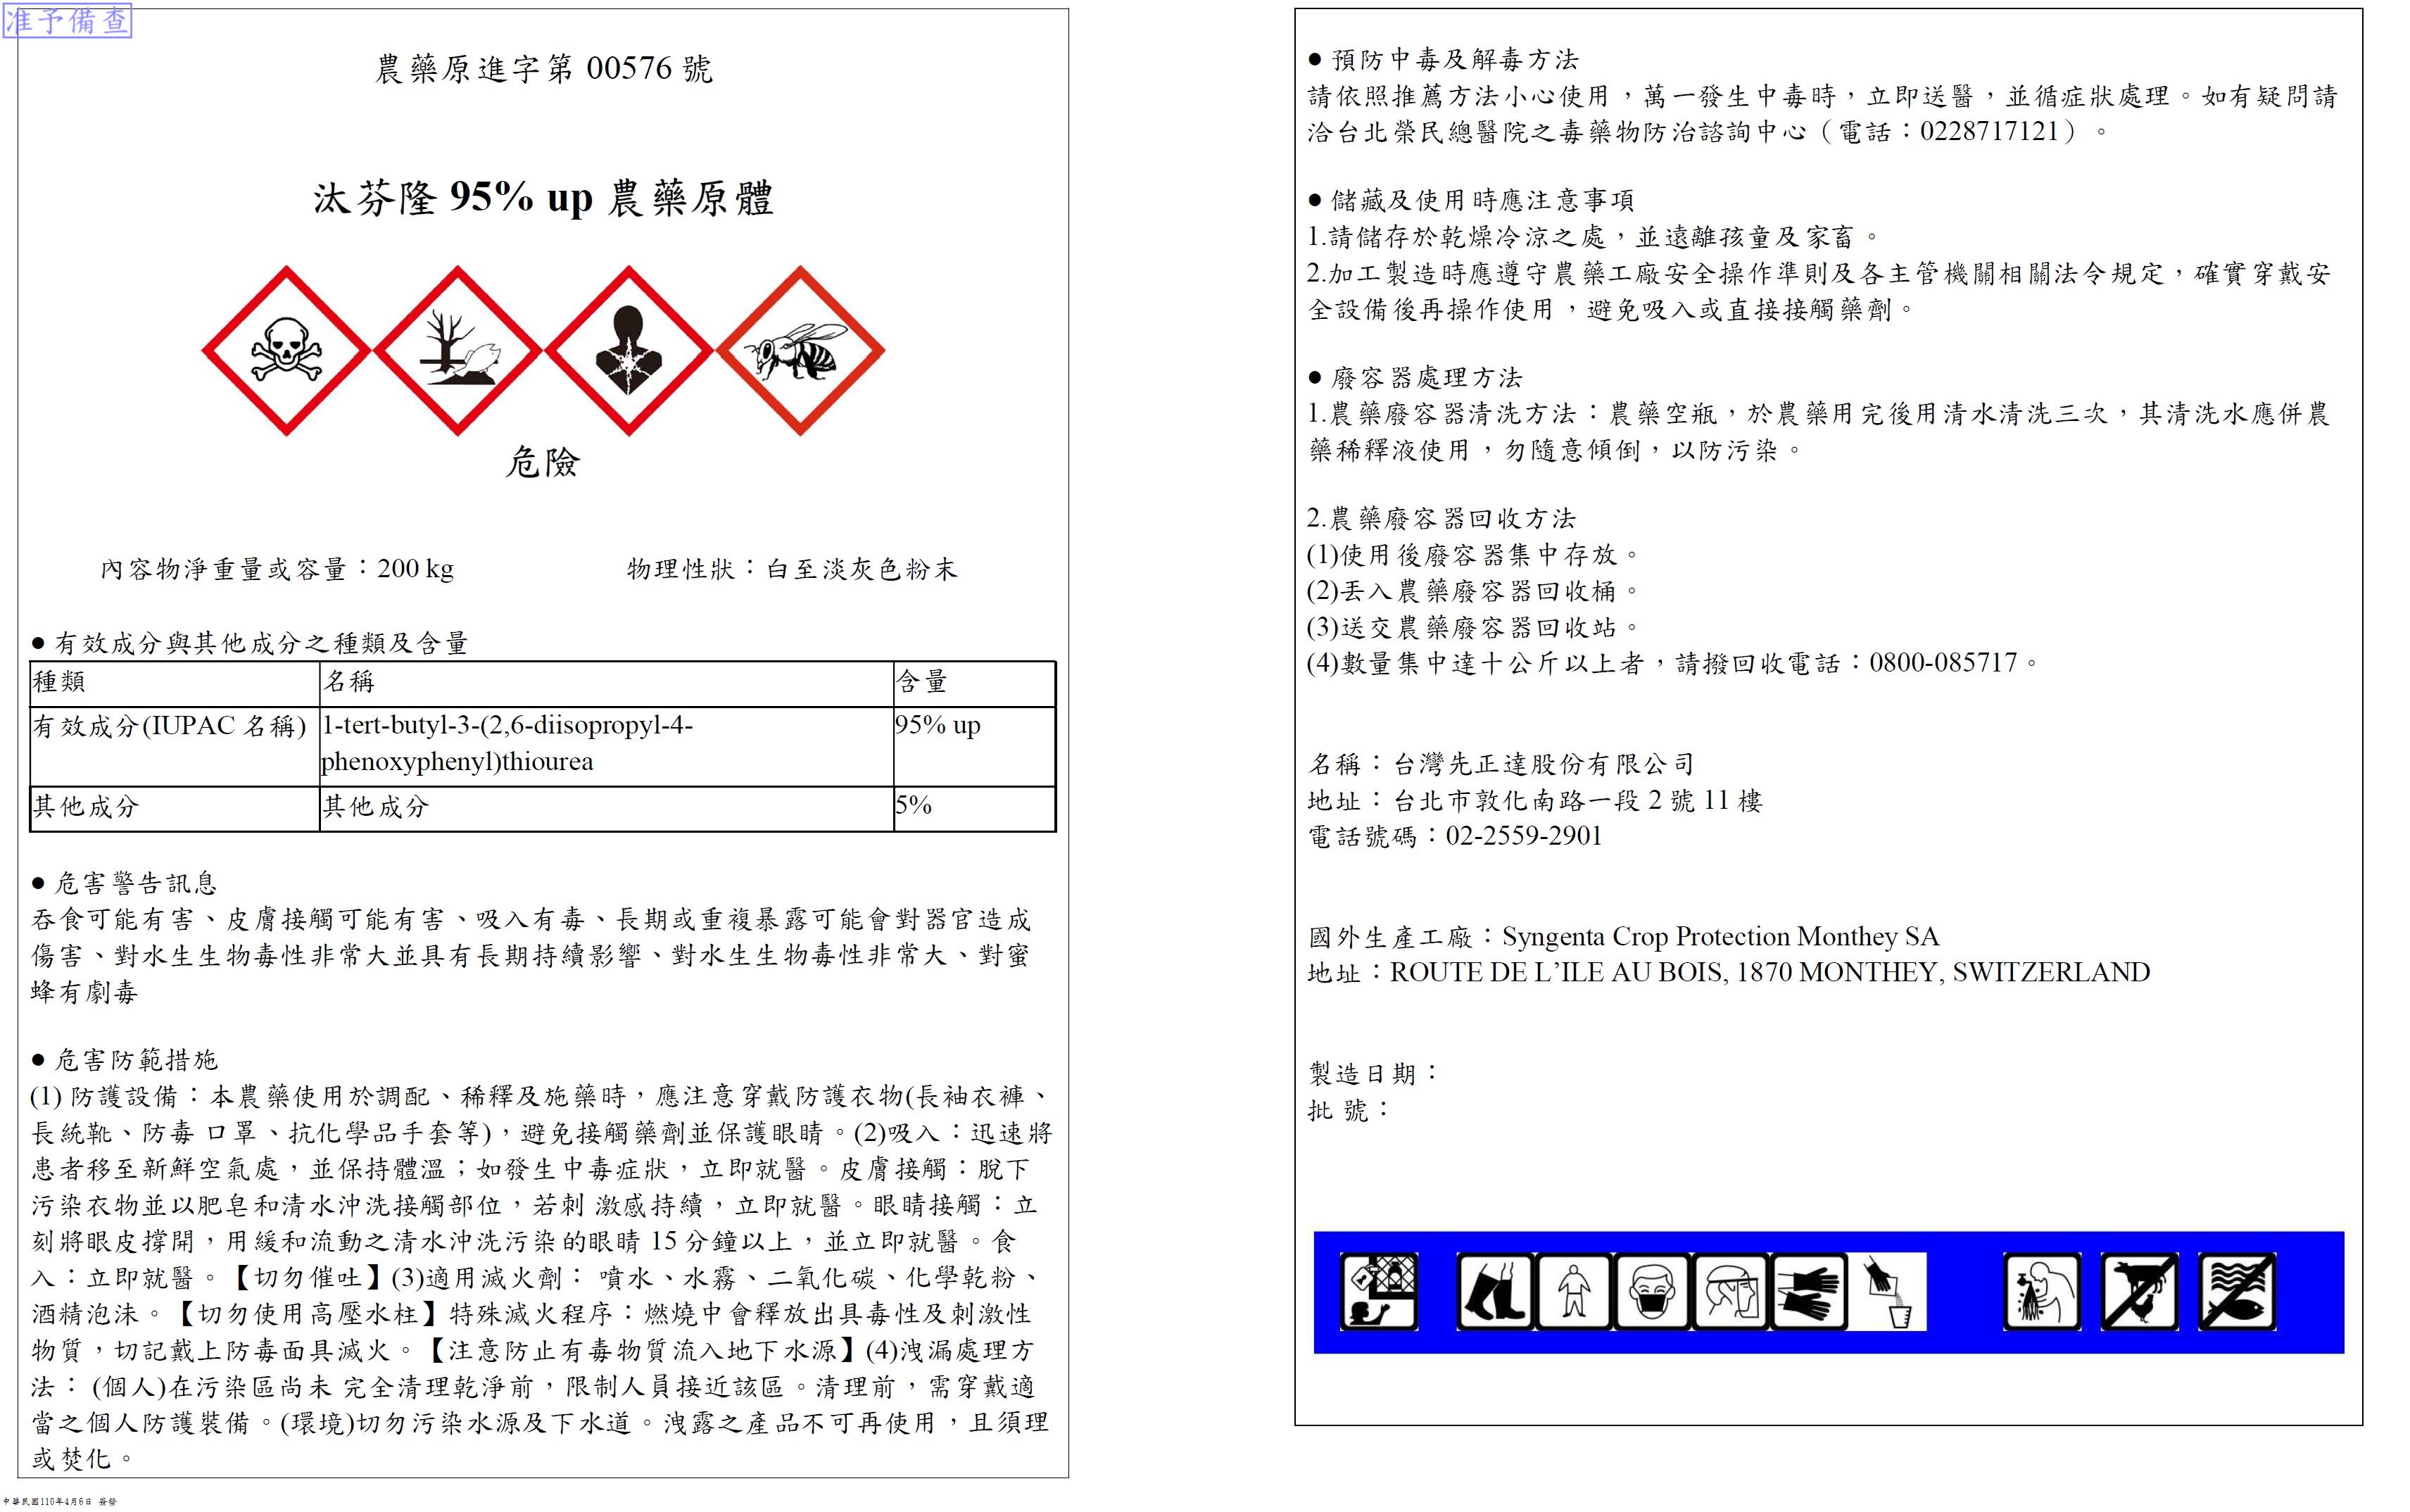 准予備查
農藥原進字第 00576 號
汰芬隆 95% up 農藥原體
危險
內容物淨重量或容量：200 kg
物理性狀：白至淡灰色粉末
● 有效成分與其他成分之種類及含量
種類 名稱 含量
有效成分(IUPAC 名稱) 1-tert-butyl-3-(2,6-diisopropyl-4- 95% up
phenoxyphenyl)thiourea
其他成分 其他成分 5%
● 危害警告訊息
吞食可能有害、皮膚接觸可能有害、吸入有毒、長期或重複暴露可能會對器官造成
傷害、對水生生物毒性非常大並具有長期持續影響、對水生生物毒性非常大、對蜜
蜂有劇毒
● 危害防範措施
(1) 防護設備：本農藥使用於調配、稀釋及施藥時，應注意穿戴防護衣物(長袖衣褲、
長統靴、防毒 口罩、抗化學品手套等)，避免接觸藥劑並保護眼睛。(2)吸入：迅速將
患者移至新鮮空氣處，並保持體溫；如發生中毒症狀，立即就醫。皮膚接觸：脫下
污染衣物並以肥皂和清水沖洗接觸部位，若刺 激感持續，立即就醫。眼睛接觸：立
刻將眼皮撐開，用緩和流動之清水沖洗污染的眼睛 15 分鐘以上，並立即就醫。食
入：立即就醫。【切勿催吐】(3)適用滅火劑： 噴水、水霧、二氧化碳、化學乾粉、
酒精泡沫。【切勿使用高壓水柱】特殊滅火程序：燃燒中會釋放出具毒性及刺激性
物質，切記戴上防毒面具滅火。【注意防止有毒物質流入地下水源】(4)洩漏處理方
法： (個人)在污染區尚未 完全清理乾淨前，限制人員接近該區。清理前，需穿戴適
當之個人防護裝備。(環境)切勿污染水源及下水道。洩露之產品不可再使用，且須理
或焚化。
中華民國110年4月6日 簽發
● 預防中毒及解毒方法
請依照推薦方法小心使用，萬一發生中毒時，立即送醫，並循症狀處理。如有疑問請
洽台北榮民總醫院之毒藥物防治諮詢中心（電話：0228717121）。
● 儲藏及使用時應注意事項
1.請儲存於乾燥冷涼之處，並遠離孩童及家畜。
2.加工製造時應遵守農藥工廠安全操作準則及各主管機關相關法令規定，確實穿戴安
全設備後再操作使用，避免吸入或直接接觸藥劑。
● 廢容器處理方法
1.農藥廢容器清洗方法：農藥空瓶，於農藥用完後用清水清洗三次，其清洗水應併農
藥稀釋液使用，勿隨意傾倒，以防污染。
2.農藥廢容器回收方法
(1)使用後廢容器集中存放。
(2)丟入農藥廢容器回收桶。
(3)送交農藥廢容器回收站。
(4)數量集中達十公斤以上者，請撥回收電話：0800-085717。
名稱：台灣先正達股份有限公司
地址：台北市敦化南路一段 2 號 11 樓
電話號碼：02-2559-2901
國外生產工廠：Syngenta Crop Protection Monthey SA
地址：ROUTE DE L’ILE AU BOIS, 1870 MONTHEY, SWITZERLAND
製造日期：
批 號：